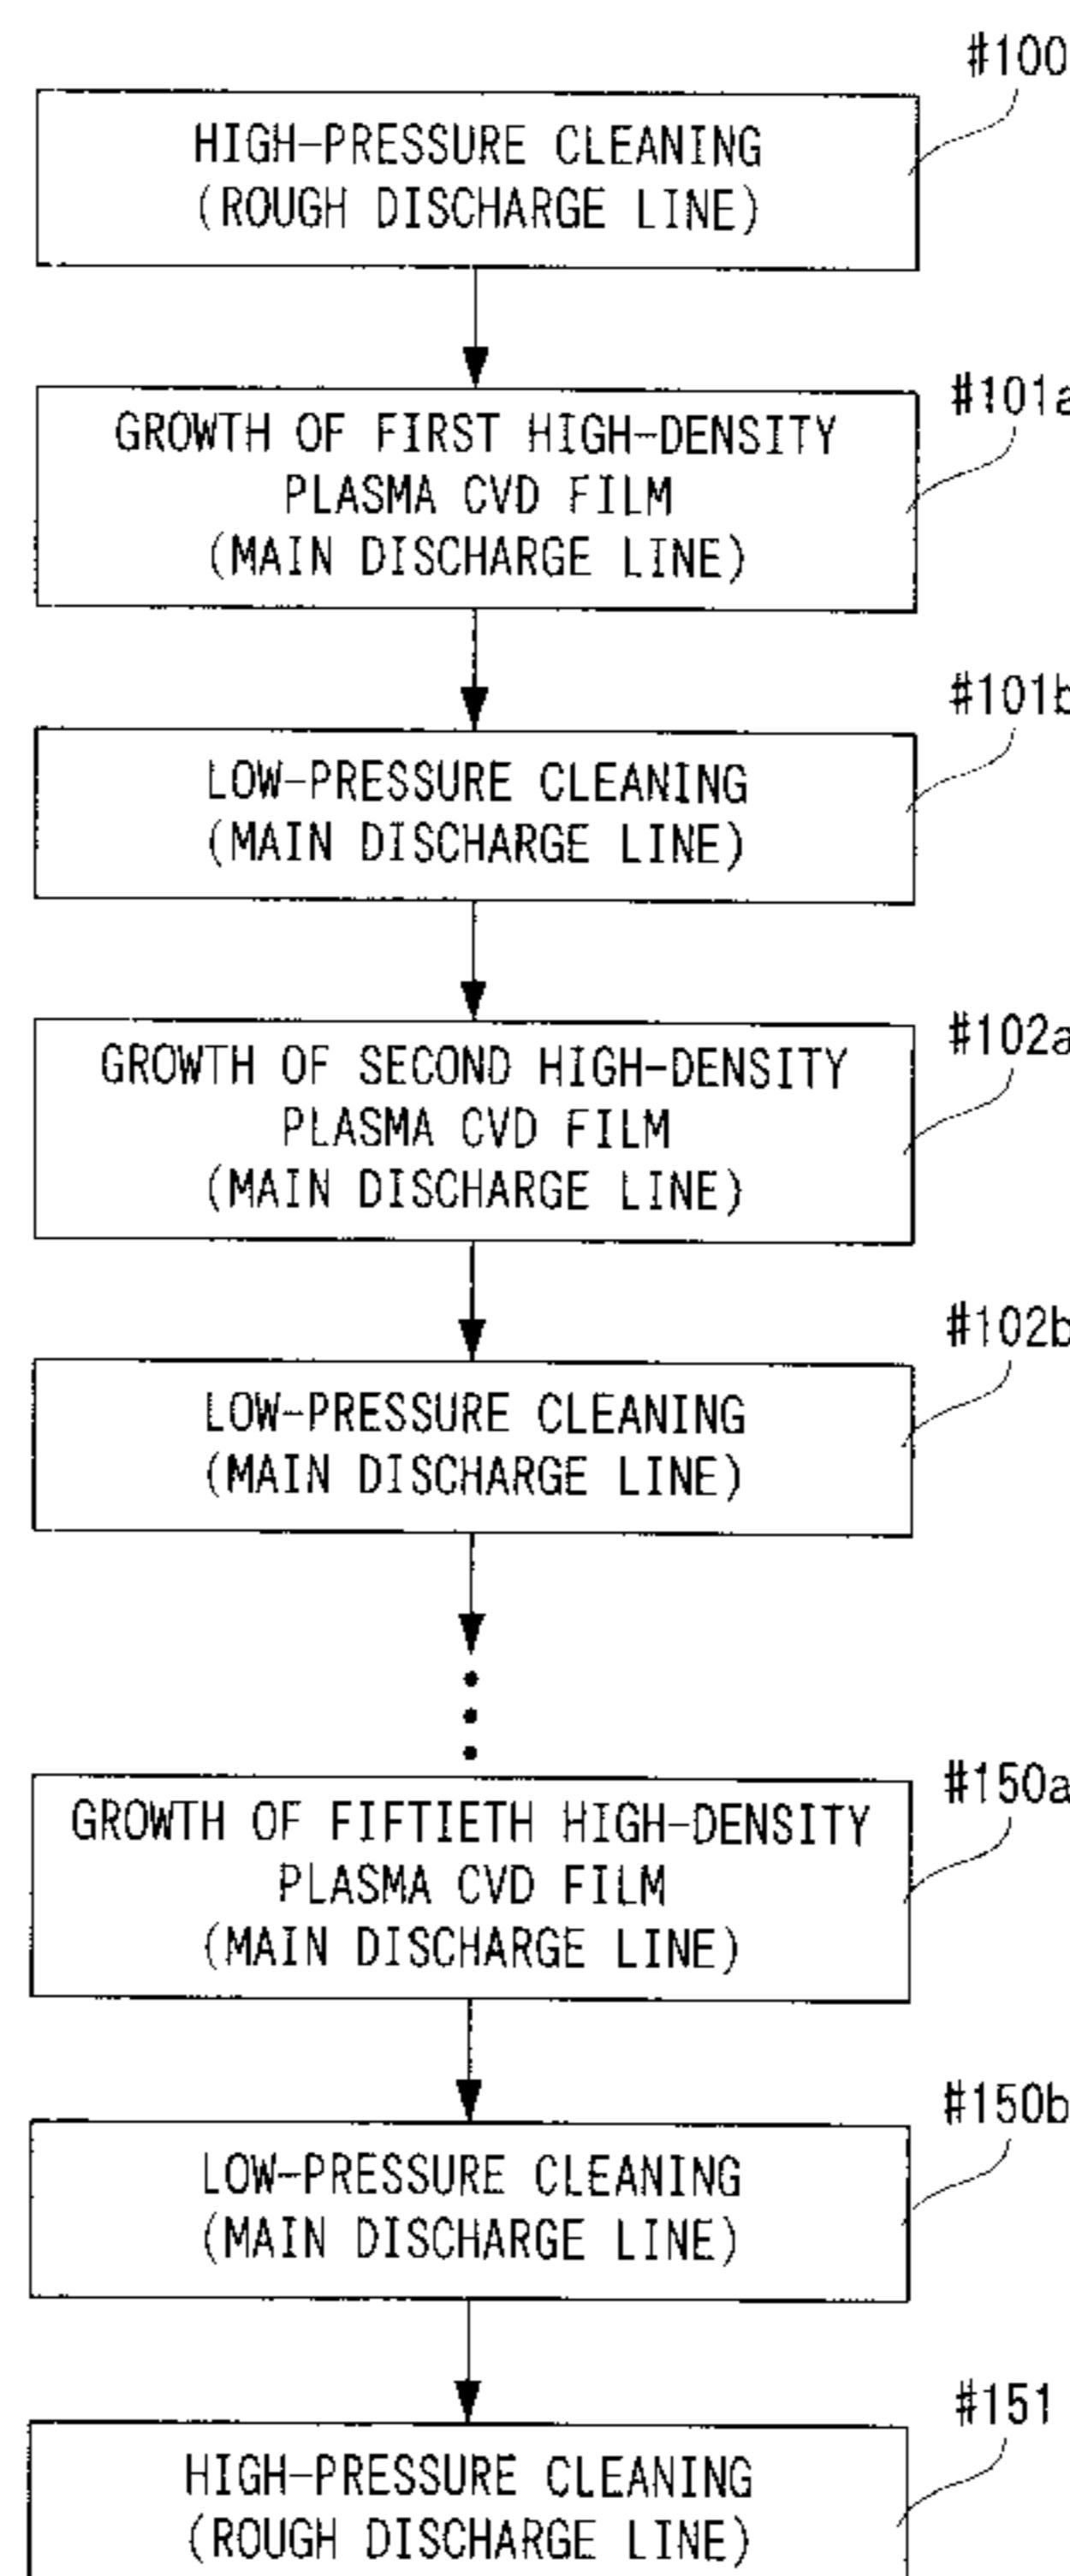 #100
HIGH-PRESSURE CLEANING
(ROUGH DISCHARGE LINE)
#101a
GROWTH OF FIRST HIGH-DENSITY
PLASMA CVD FILM
(MAIN DISCHARGE LINE)
#101b
LOW-PRESSURE CLEANING
(MAIN DISCHARGE LINE)
#102a
GROWTH OF SECOND HIGH-DENSITY
PLASMA CVD FILM
(MAIN DISCHARGE LINE)
#102b
LOW-PRESSURE CLEANING
(MAIN DISCHARGE LINE)
#150a
GROWTH OF FIFTIETH HIGH-DENSITY
PLASMA CVD FILM
(MAIN DISCHARGE LINE)
#150b
LOW-PRESSURE CLEANING
(MAIN DISCHARGE LINE)
#151
HIGH-PRESSURE CLEANING
(ROUGH DISCHARGE LINE)